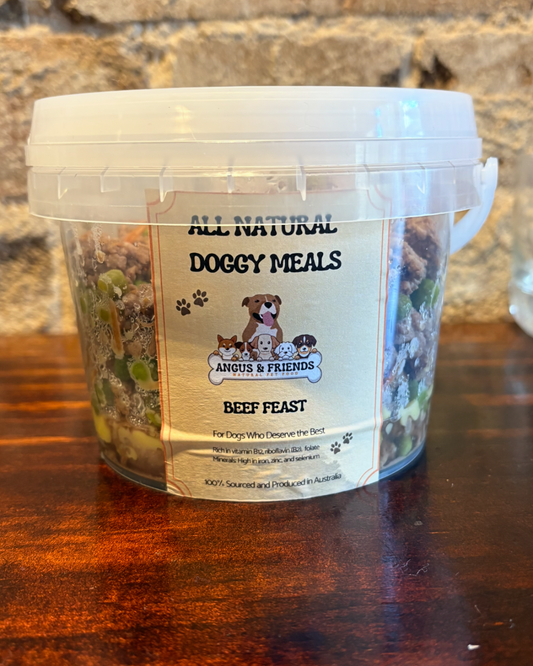 ALL NATURAL
DOGGY MEALS
ANGUS & FRIENDS
NATURAL PET FOOD
BEEF FEAST
For Dogs Who Deserve the Best
Rich in vitamin B12, riboflavin folate
Minerals: High in iron, zinc, and selenium
100% Sourced and Produced in Australia